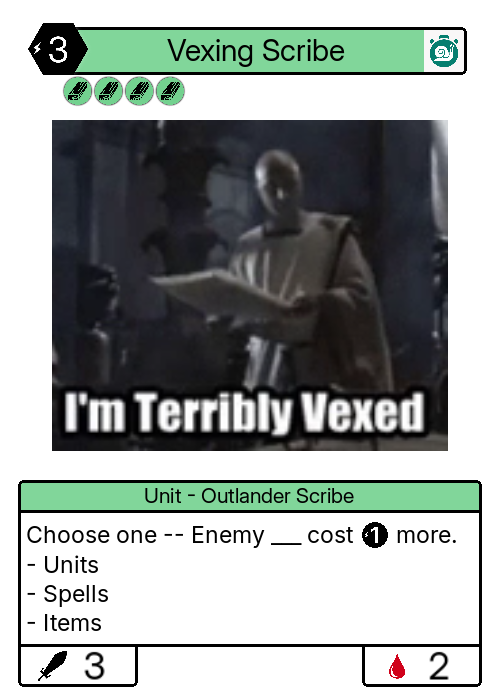 3 Vexing Scribe
I'm Terribly Vexed
Unit - Outlander Scribe
Choose one -- Enemy ___ cost 1 more.
- Units
- Spells
- Items
3 2